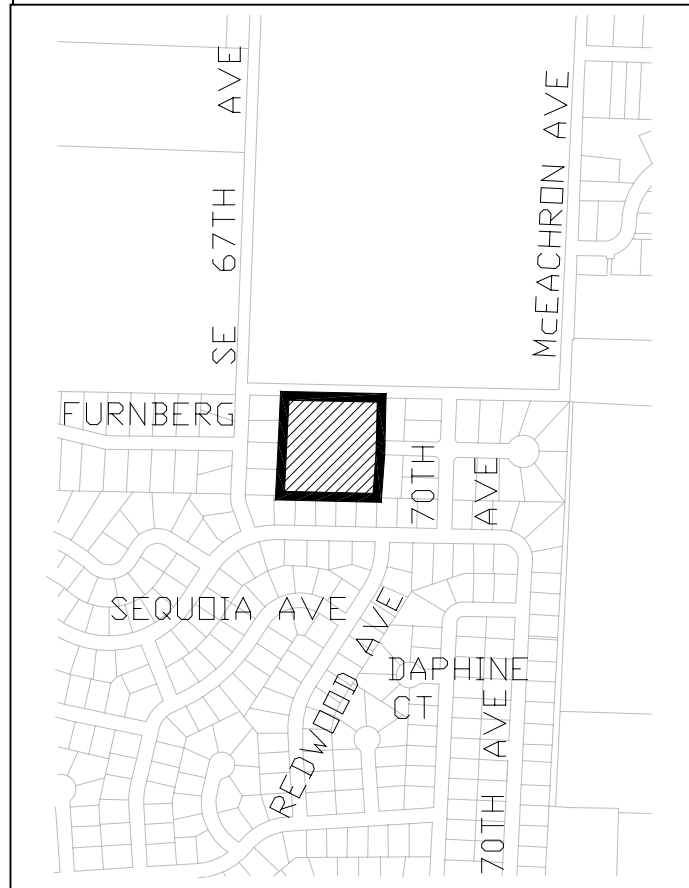 SE 67TH AVE
McEACHRON AVE
FURNBERG
70TH AVE
SEQUOIA AVE
REDWOOD AVE
DAPHINE
CT
70TH AVE